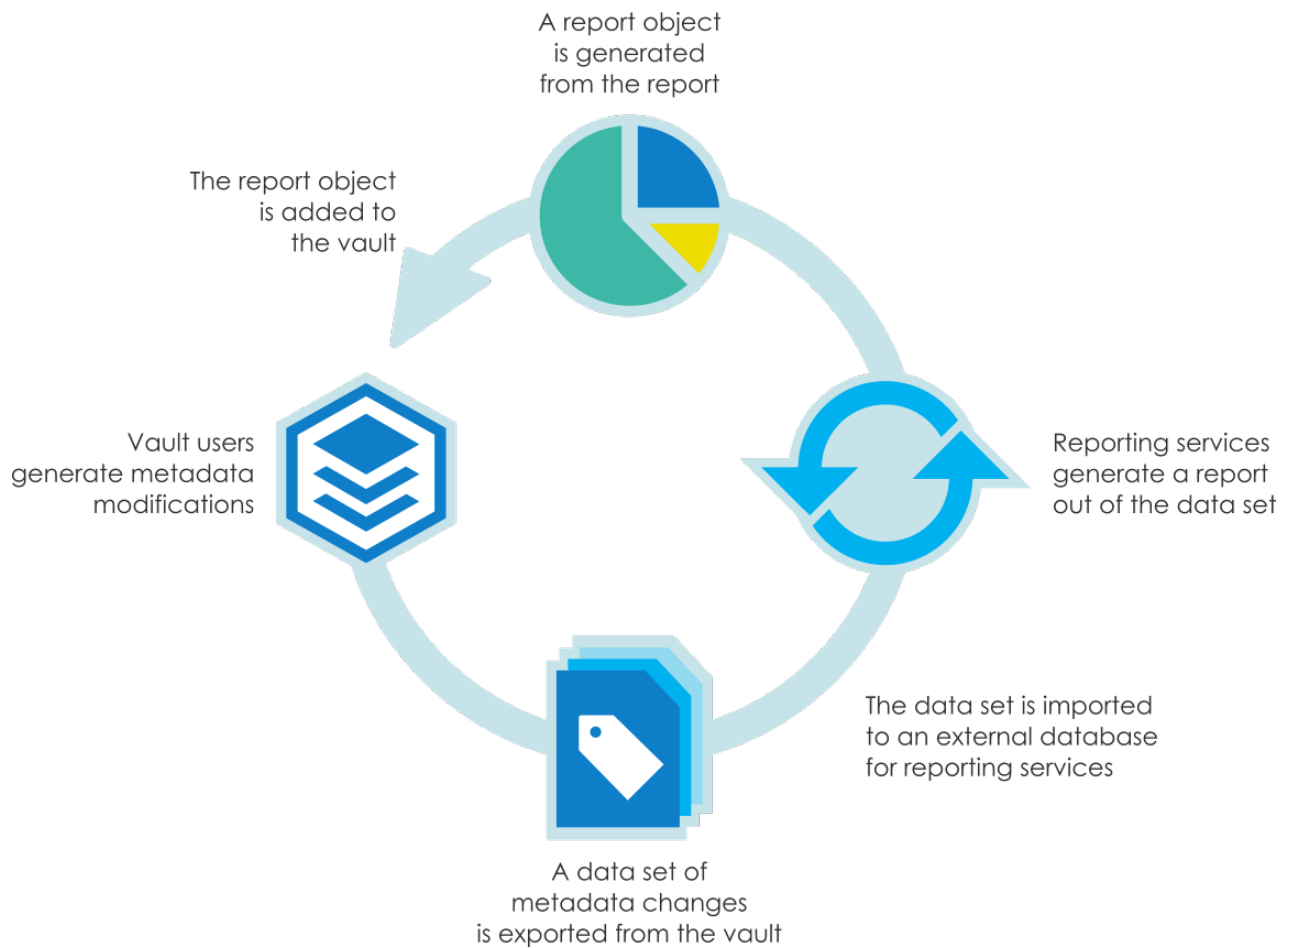 A report object
is generated
from the report
The report object
is added to
the vault
Vault users
generate metadata
modifications
Reporting services
generate a report
out of the data set
The data set is imported
to an external database
for reporting services
A data set of
metadata changes
is exported from the vault